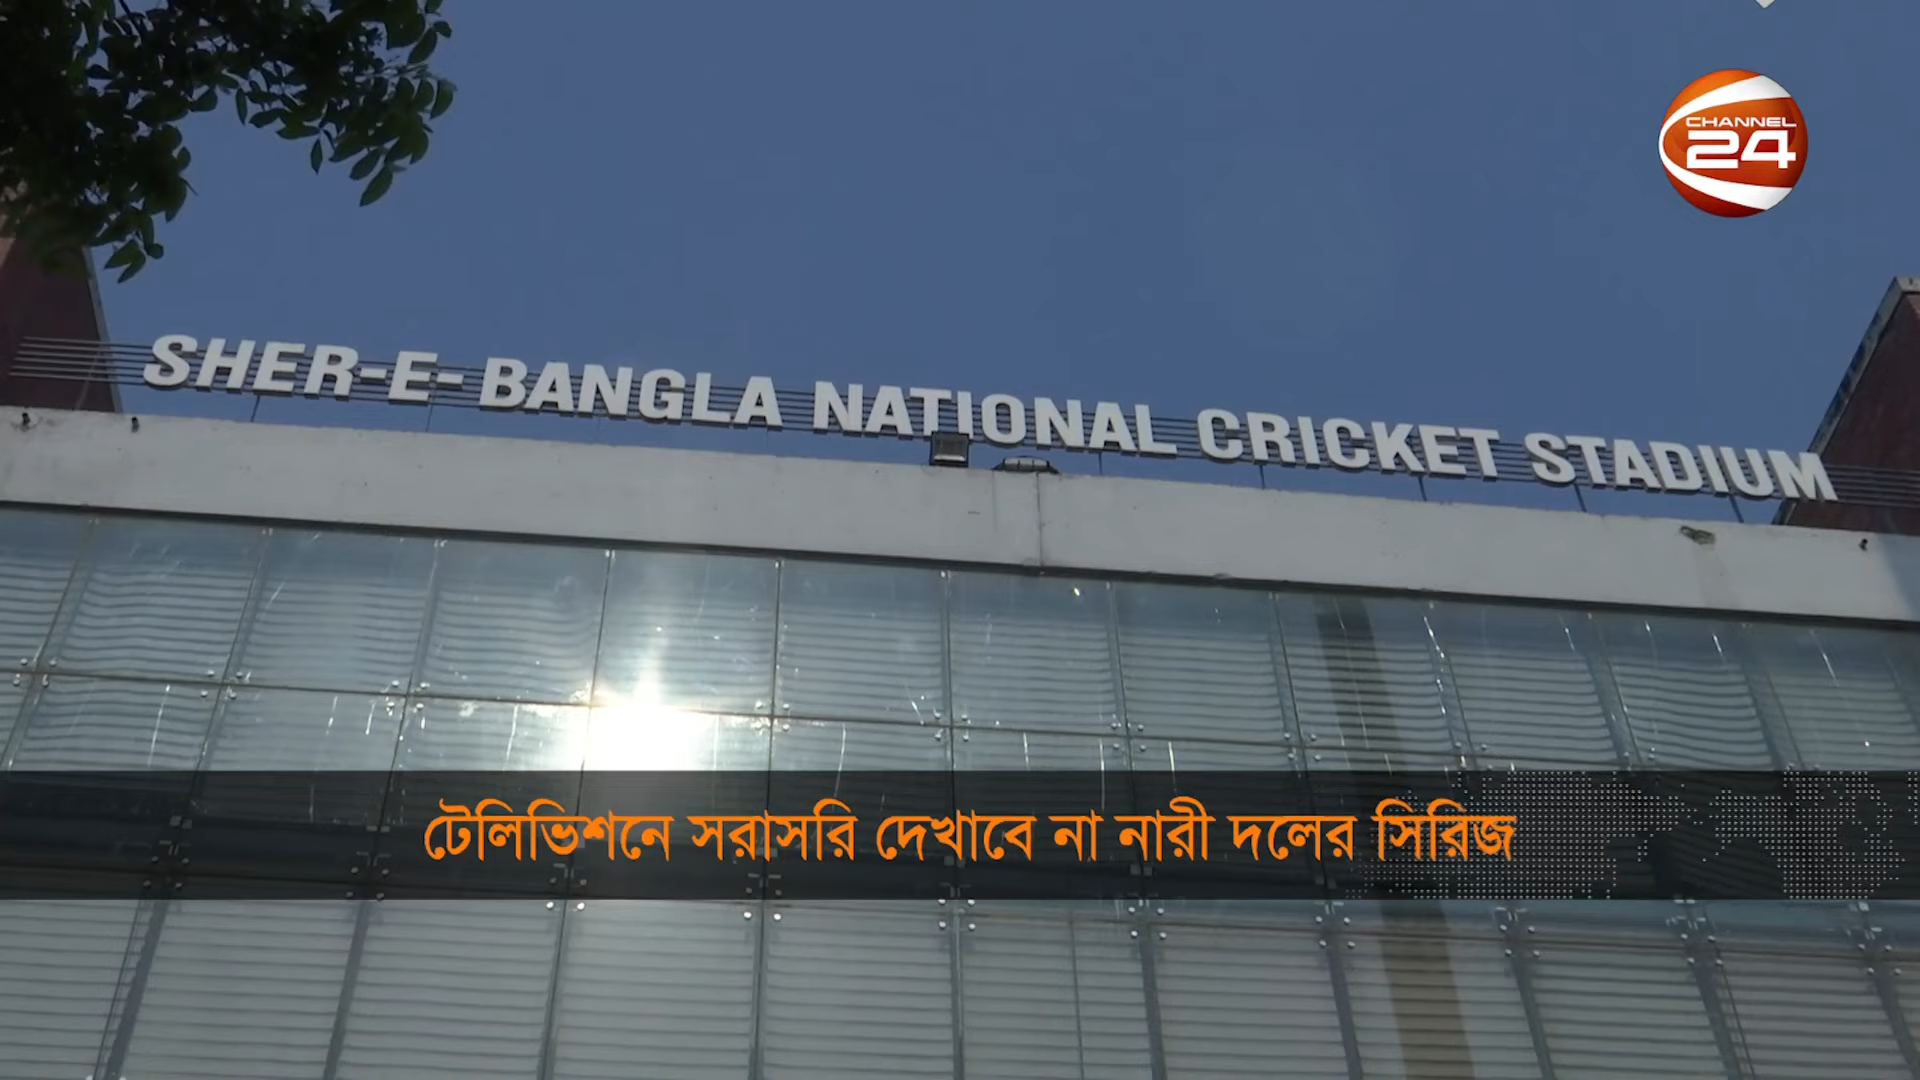 CHANNEL
24
SHER-E-BANGLA NATIONAL CRICKET STADIUM
টেলিভিশনে সরাসরি দেখাবে না নারী দলের সিরিজ